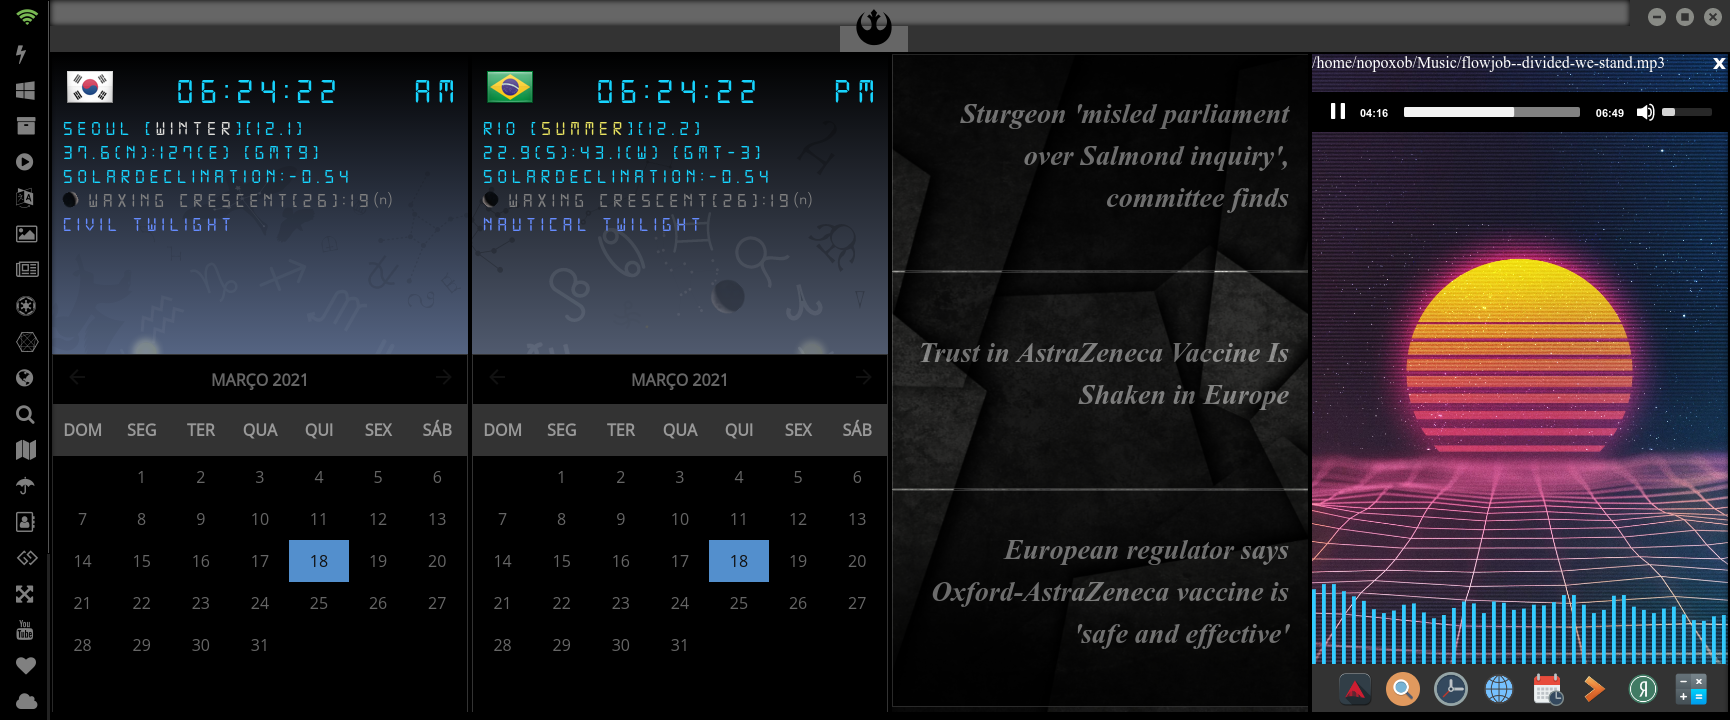 06:24:22 AM
SEOUL (WINTER)[12.1]
37.6(N):127(E) (GMT9)
SOLARDECLINATION:-0.54
WAXING CRESCENT(26):19(n)
CIVIL TWILIGHT
MARÇO 2021
DOM SEG TER QUA QUI SEX SÁB
1 2 3 4 5 6
7 8 9 10 11 12 13
14 15 16 17 18 19 20
21 22 23 24 25 26 27
28 29 30 31
06:24:22 PM
RIO (SUMMER)[12.2]
22.9(S):43.1(W) (GMT-3)
SOLARDECLINATION:-0.54
WAXING CRESCENT(26):19(n)
NAUTICAL TWILIGHT
MARÇO 2021
DOM SEG TER QUA QUI SEX SÁB
1 2 3 4 5 6
7 8 9 10 11 12 13
14 15 16 17 18 19 20
21 22 23 24 25 26 27
28 29 30 31
Sturgeon 'misled parliament
over Salmond inquiry',
committee finds
Trust in AstraZeneca Vaccine Is
Shaken in Europe
European regulator says
Oxford-AstraZeneca vaccine is
'safe and effective'
/home/nopoxob/Music/flowjob--divided-we-stand.mp3 x
04:16 06:49
You
Tube
Я